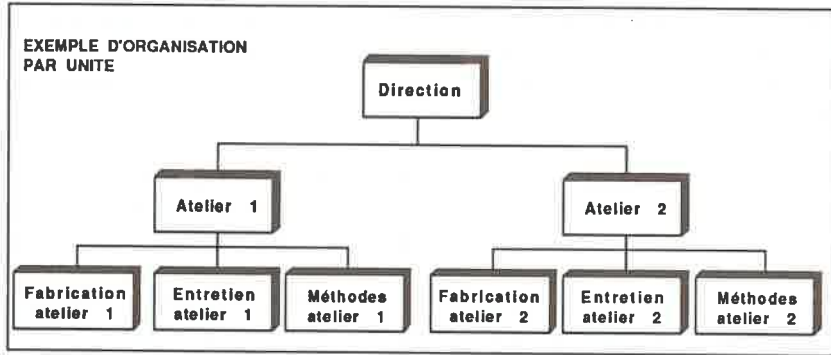 EXEMPLE D'ORGANISATION
PAR UNITE
Direction
Atelier 1
Atelier 2
Fabrication
atelier 1
Entretien
atelier 1
Méthodes
atelier 1
Fabrication
atelier 2
Entretien
atelier 2
Méthodes
atelier 2